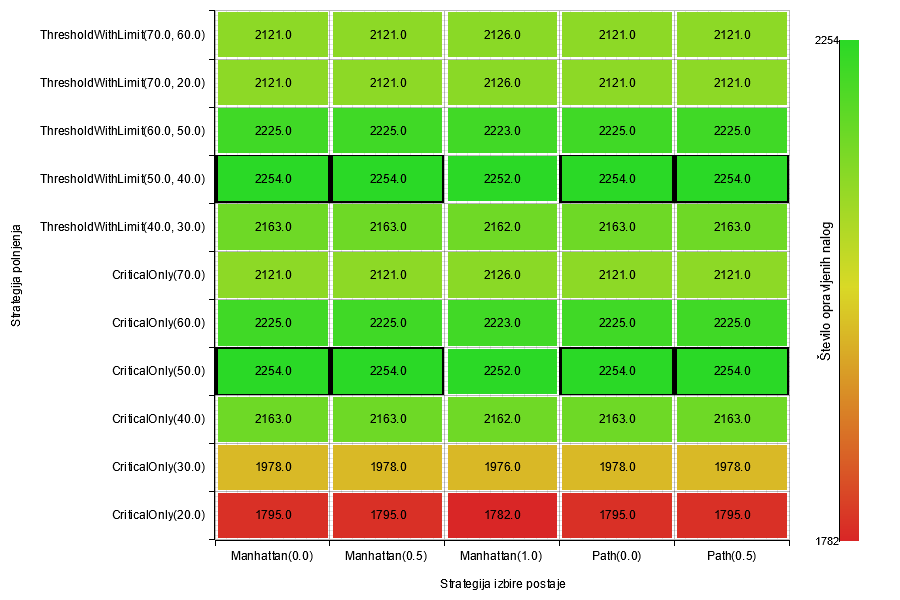 ThresholdWithLimit(70.0, 60.0) 2121.0 2121.0 2126.0 2121.0 2121.0
ThresholdWithLimit(70.0, 20.0) 2121.0 2121.0 2126.0 2121.0 2121.0
ThresholdWithLimit(60.0, 50.0) 2225.0 2225.0 2223.0 2225.0 2225.0
ThresholdWithLimit(50.0, 40.0) 2254.0 2254.0 2252.0 2254.0 2254.0
ThresholdWithLimit(40.0, 30.0) 2163.0 2163.0 2162.0 2163.0 2163.0
CriticalOnly(70.0) 2121.0 2121.0 2126.0 2121.0 2121.0
CriticalOnly(60.0) 2225.0 2225.0 2223.0 2225.0 2225.0
CriticalOnly(50.0) 2254.0 2254.0 2252.0 2254.0 2254.0
CriticalOnly(40.0) 2163.0 2163.0 2162.0 2163.0 2163.0
CriticalOnly(30.0) 1978.0 1978.0 1976.0 1978.0 1978.0
CriticalOnly(20.0) 1795.0 1795.0 1782.0 1795.0 1795.0
Manhattan(0.0) Manhattan(0.5) Manhattan(1.0) Path(0.0) Path(0.5)
Strategija izbire postaje
Strategija polnjenja
2254
Število opravljenih nalog
1782